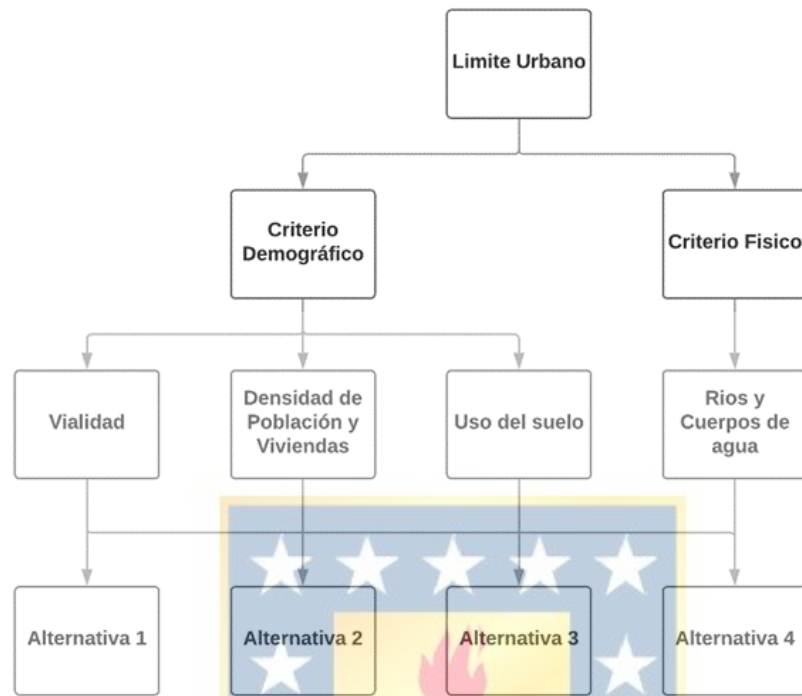 Limite Urbano
Criterio
Demográfico
Criterio Fisico
Vialidad
Densidad de
Población y
Viviendas
Uso del suelo
Rios y
Cuerpos de
agua
Alternativa 1
Alternativa 2
Alternativa 3
Alternativa 4